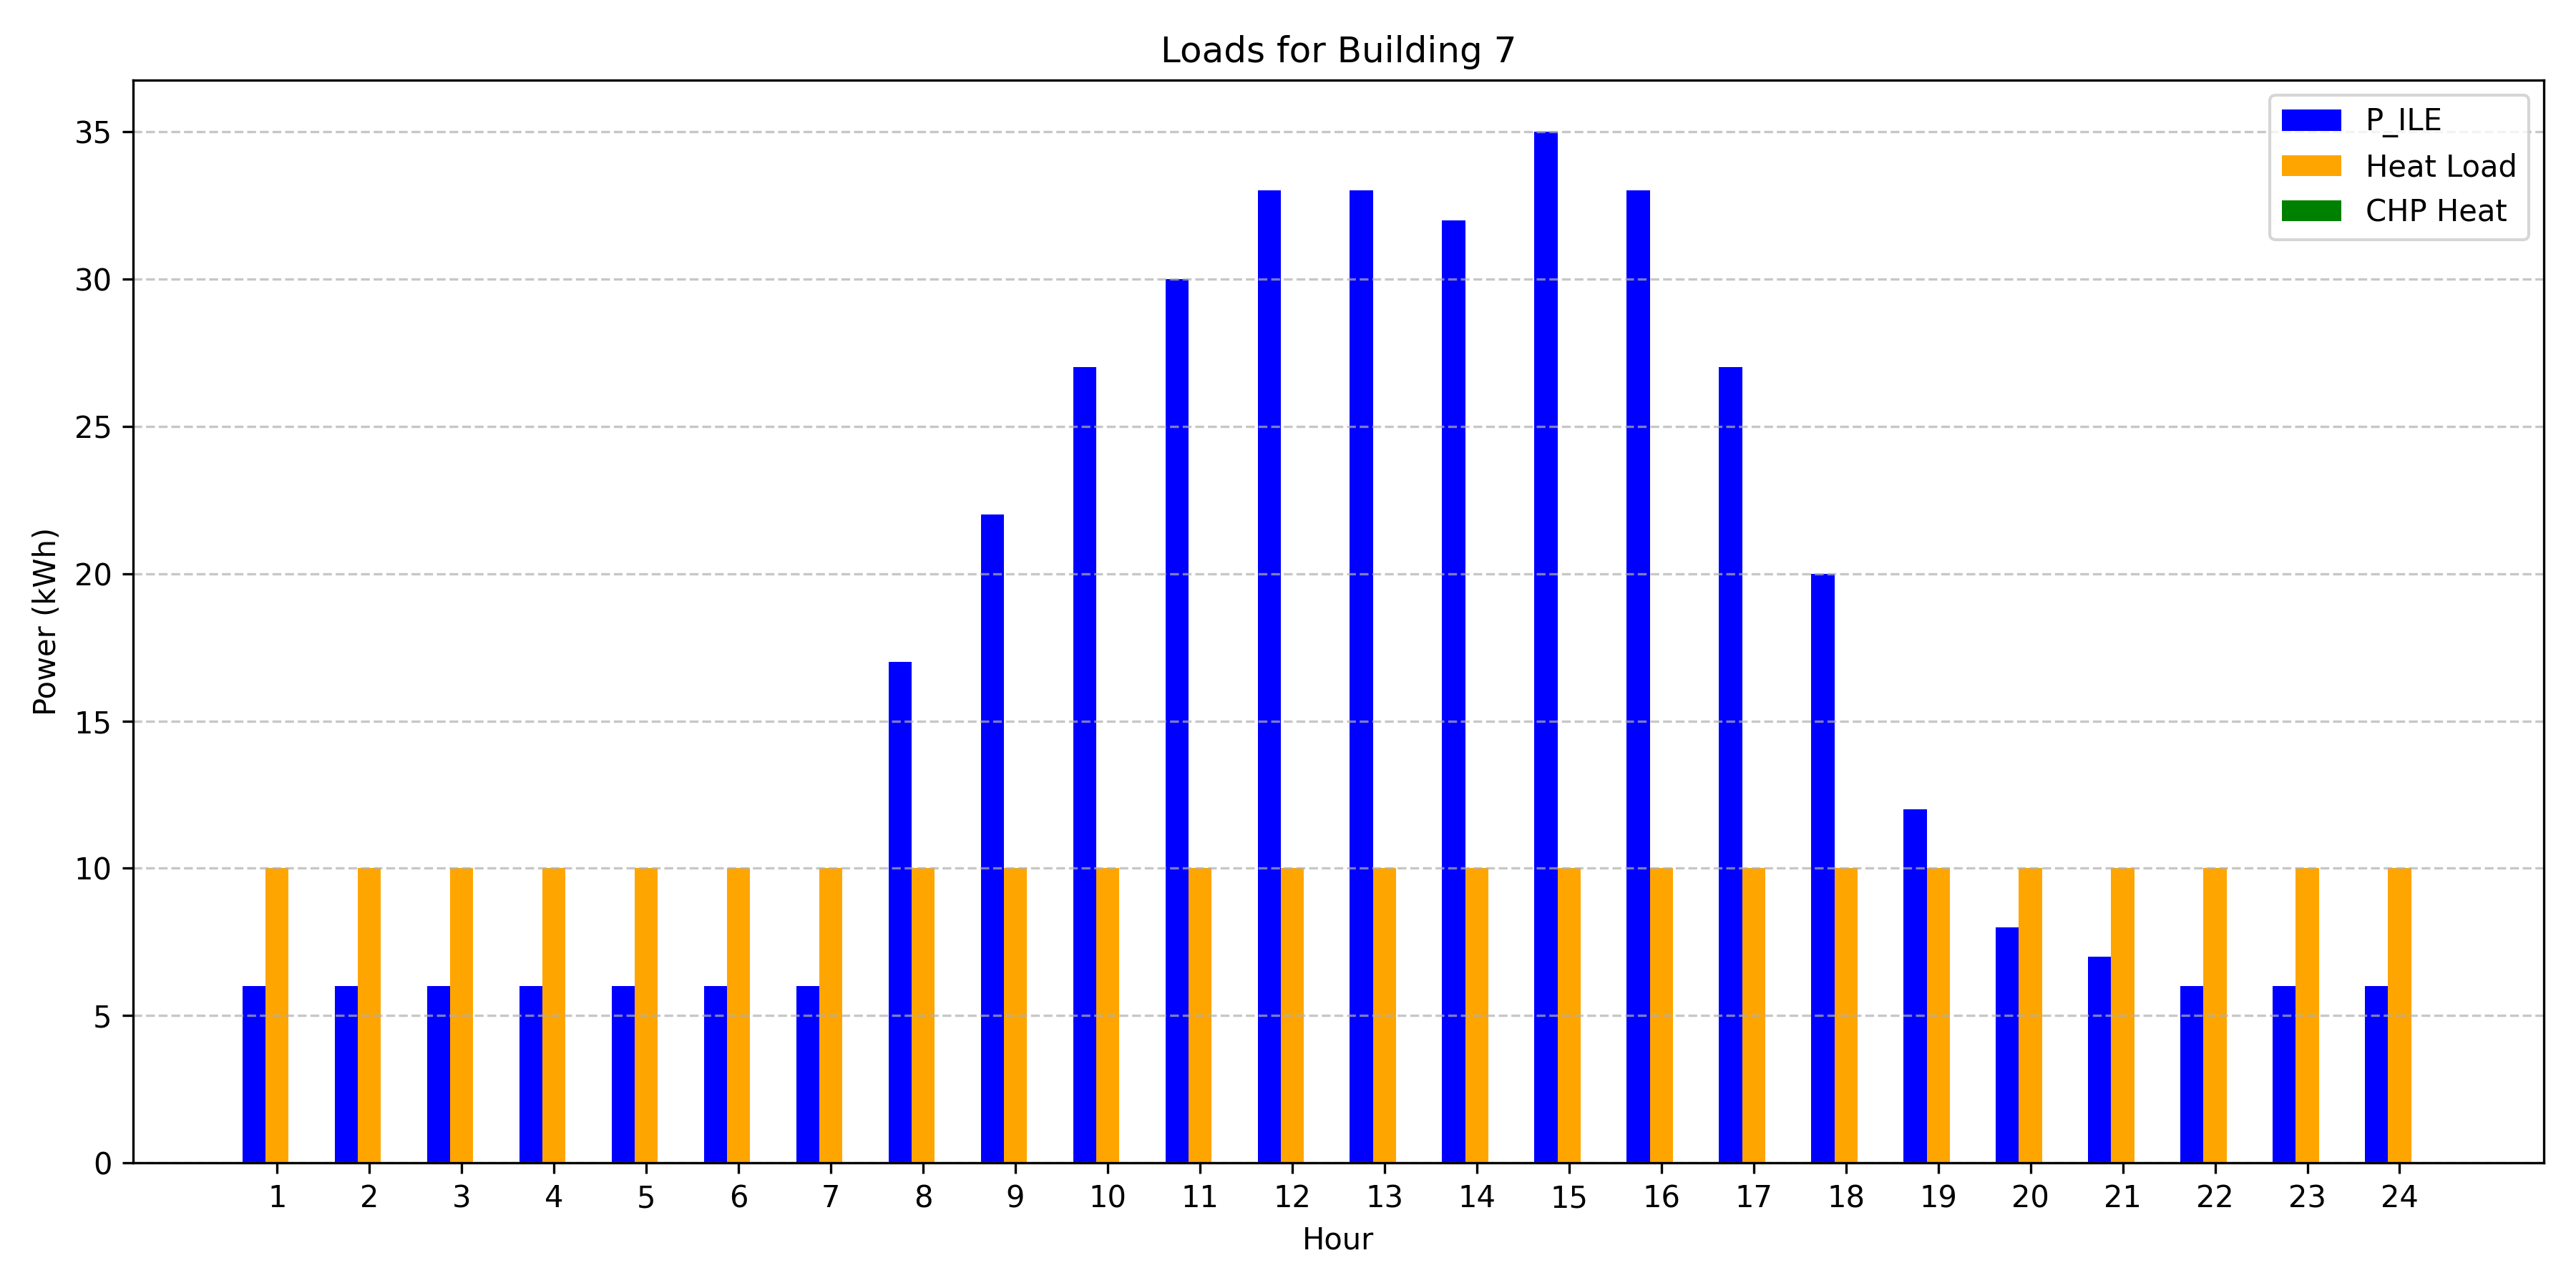 Loads for Building 7
P_ILE
Heat Load
CHP Heat
35
30
25
20
15
10
5
0
Power (kWh)
1 2 3 4 5 6 7 8 9 10 11 12 13 14 15 16 17 18 19 20 21 22 23 24
Hour